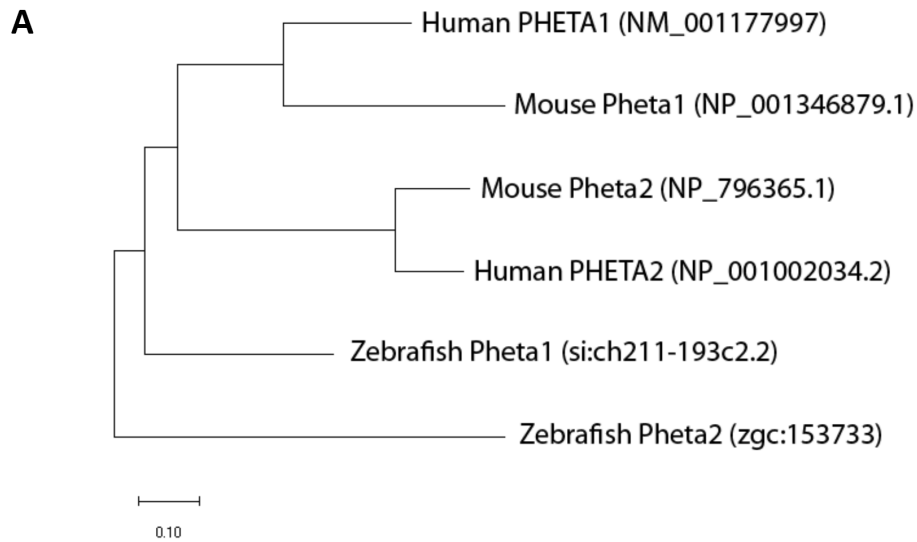 A
Human PHETA1 (NM_001177997)
Mouse Pheta1 (NP_001346879.1)
Mouse Pheta2 (NP_796365.1)
Human PHETA2 (NP_001002034.2)
Zebrafish Pheta1 (si:ch211-193c2.2)
Zebrafish Pheta2 (zgc:153733)
0.10